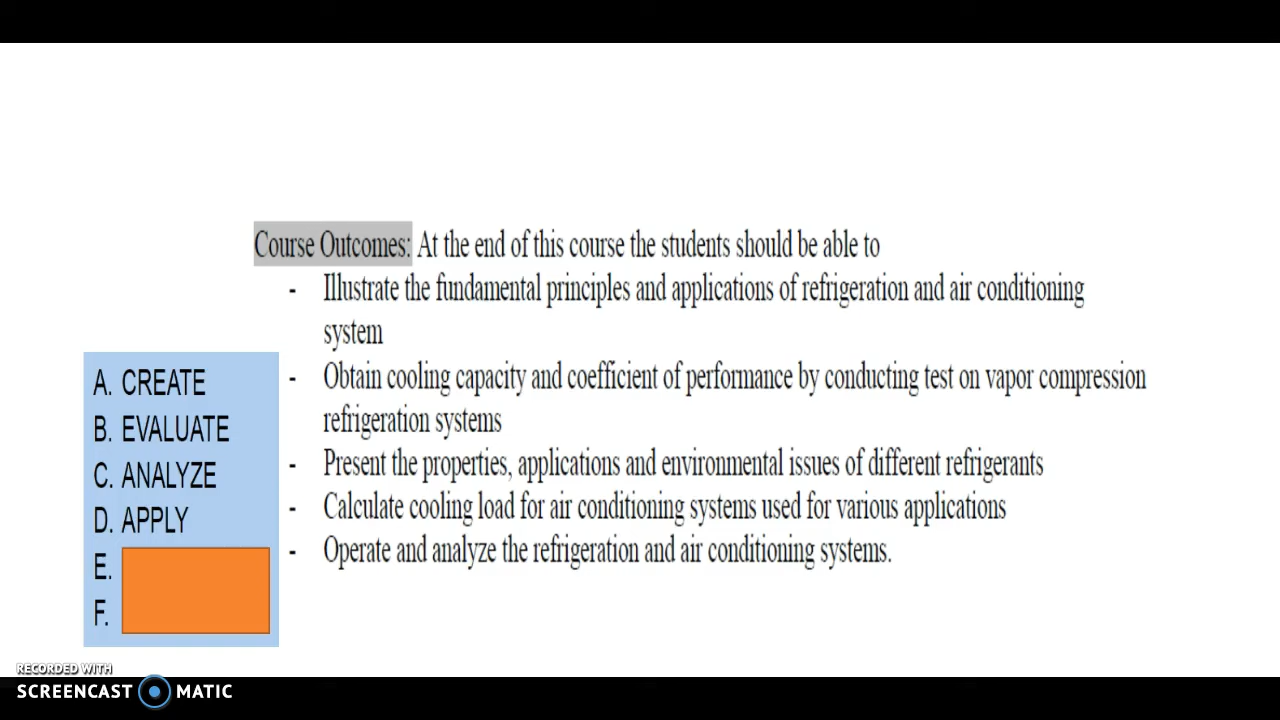 Course Outcomes: At the end of this course the students should be able to
- Illustrate the fundamental principles and applications of refrigeration and air conditioning
system
- Obtain cooling capacity and coefficient of performance by conducting test on vapor compression
refrigeration systems
- Present the properties, applications and environmental issues of different refrigerants
- Calculate cooling load for air conditioning systems used for various applications
- Operate and analyze the refrigeration and air conditioning systems.
A. CREATE
B. EVALUATE
C. ANALYZE
D. APPLY
E.
F.
RECORDED WITH
SCREENCAST MATIC